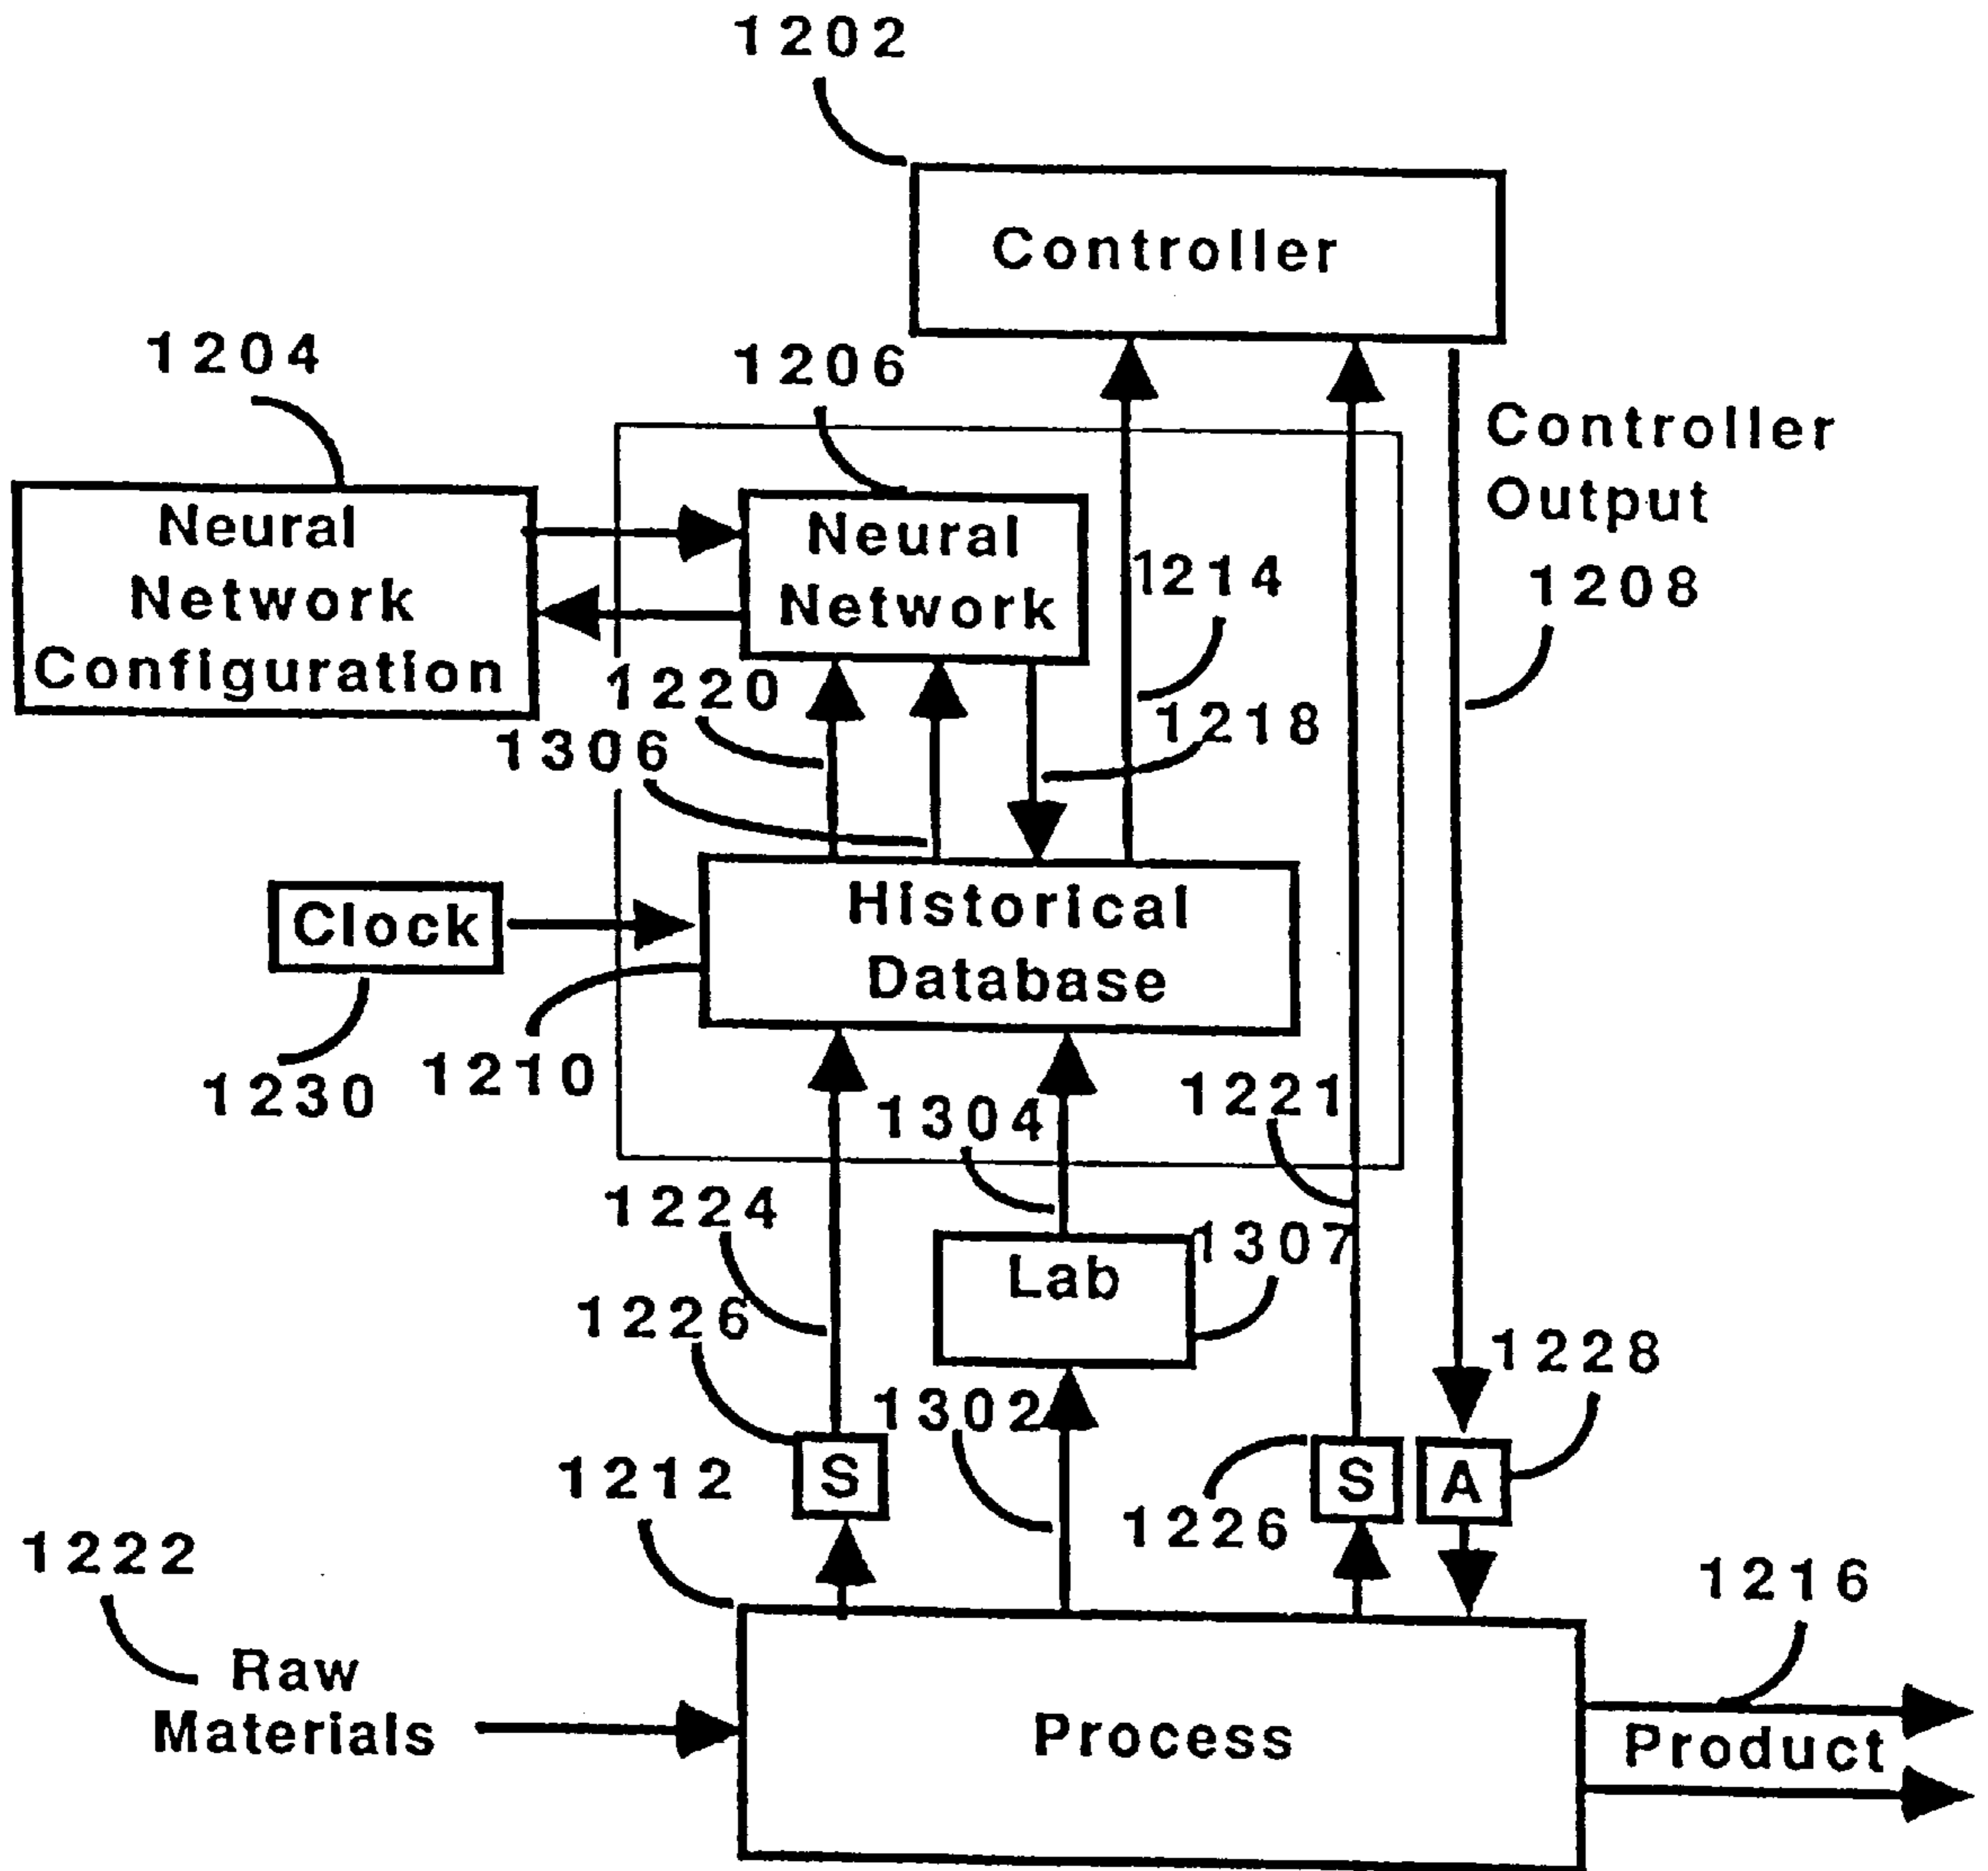 1202
Controller
1204
1206
Controller
Output
1208
Neural
Network
Configuration
Neural
Network
1214
1220
1218
1306
Historical
Database
Clock
1230
1210
1304
1221
1224
1307
Lab
1226
1228
1302
1212
S
S
A
1226
1222
1216
Raw
Materials
Process
Product